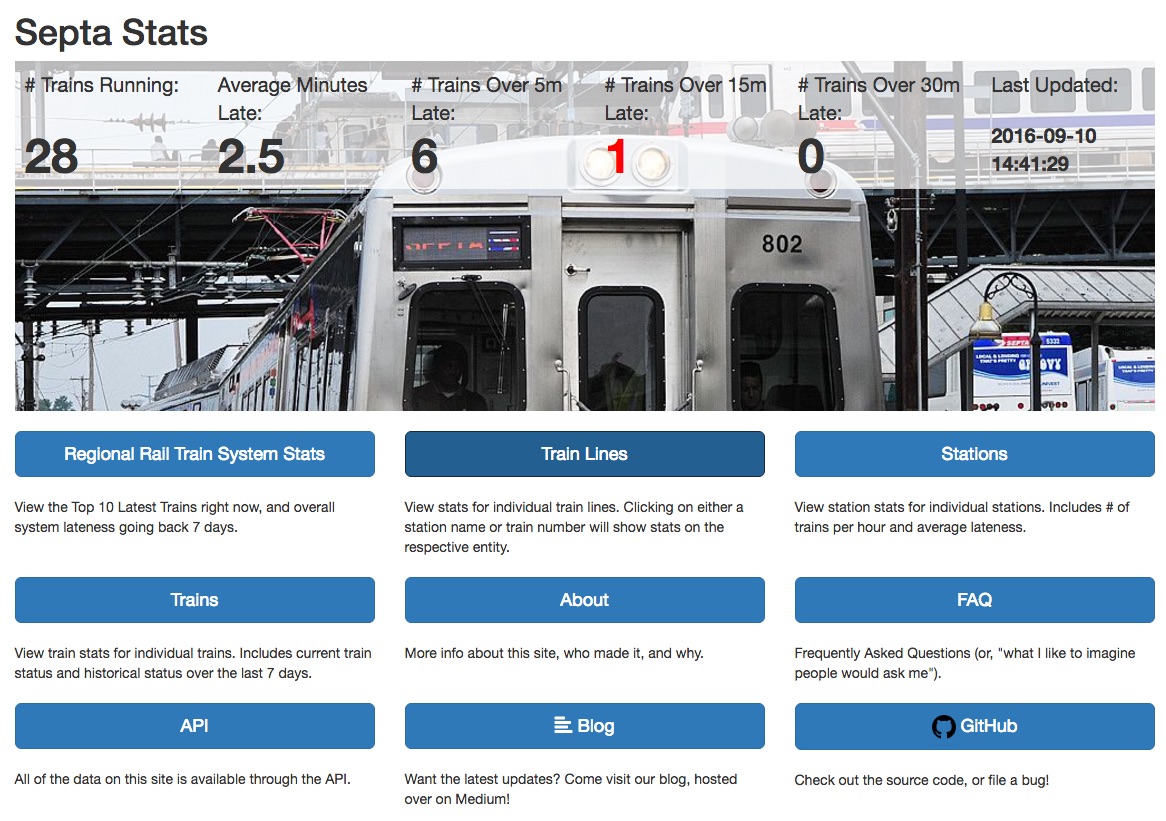 Septa Stats
# Trains Running:
28
Average Minutes
Late:
2.5
# Trains Over 5m
Late:
6
# Trains Over 15m
Late:
1
# Trains Over 30m
Late:
0
Last Updated:
2016-09-10
14:41:29
SEPTA
802
SEPTA 5332
LOCAL & LENDING
THAT'S PRETTY
GROOVY
Regional Rail Train System Stats
View the Top 10 Latest Trains right now, and overall
system lateness going back 7 days.
Train Lines
View stats for individual train lines. Clicking on either a
station name or train number will show stats on the
respective entity.
Stations
View station stats for individual stations. Includes # of
trains per hour and average lateness.
Trains
View train stats for individual trains. Includes current train
status and historical status over the last 7 days.
About
More info about this site, who made it, and why.
FAQ
Frequently Asked Questions (or, "what I like to imagine
people would ask me").
API
All of the data on this site is available through the API.
Blog
Want the latest updates? Come visit our blog, hosted
over on Medium!
GitHub
Check out the source code, or file a bug!